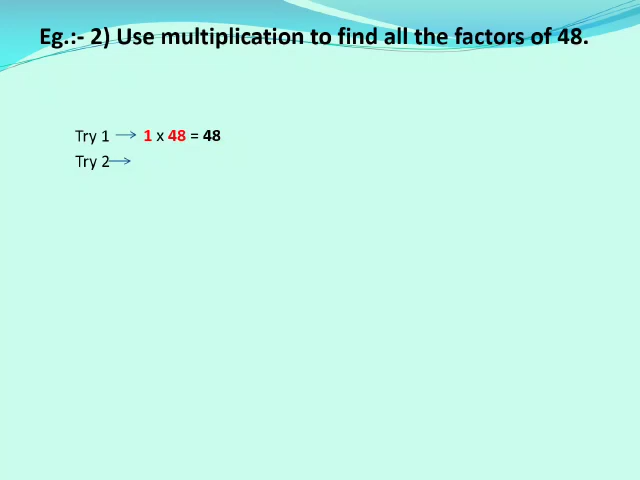 Eg.:- 2) Use multiplication to find all the factors of 48.
Try 1 → 1 x 48 = 48
Try 2→